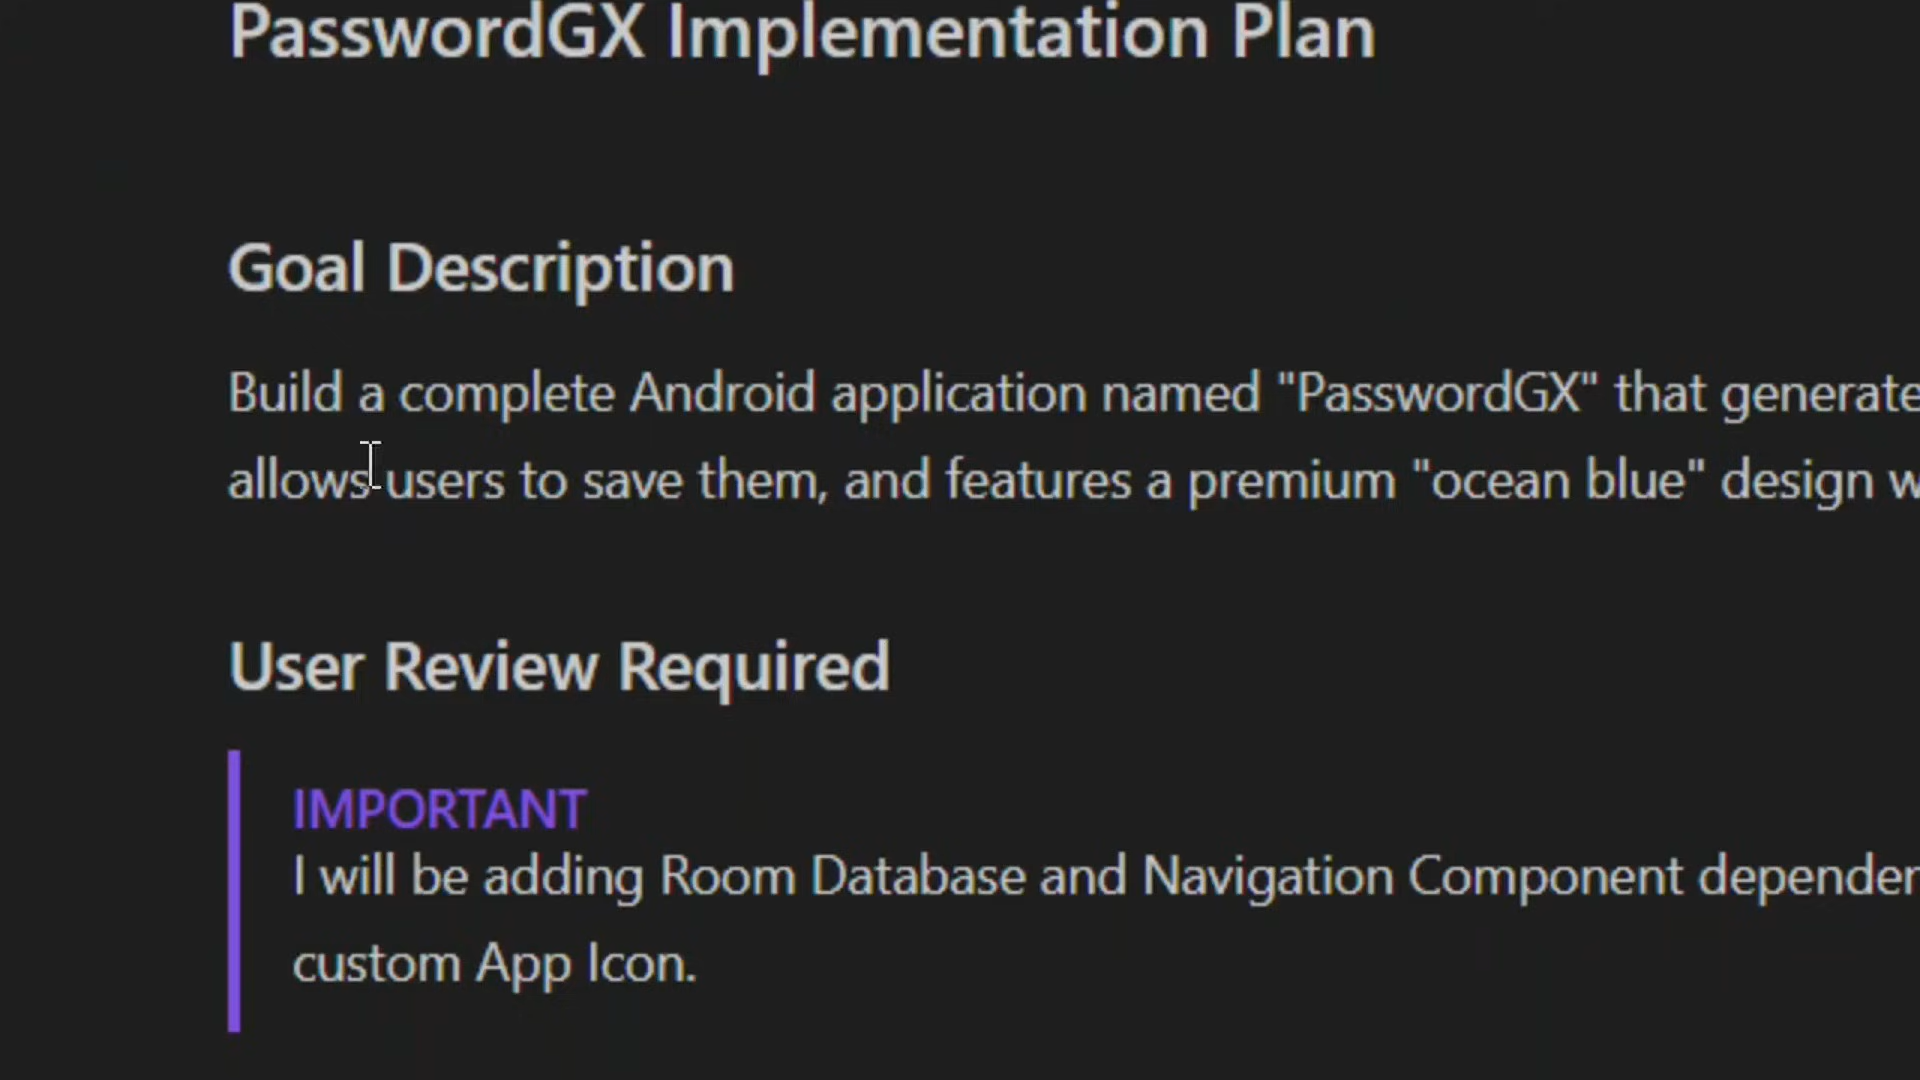 PasswordGX Implementation Plan
Goal Description
Build a complete Android application named "PasswordGX" that generate
allows users to save them, and features a premium "ocean blue" design w
User Review Required
IMPORTANT
I will be adding Room Database and Navigation Component depender
custom App Icon.